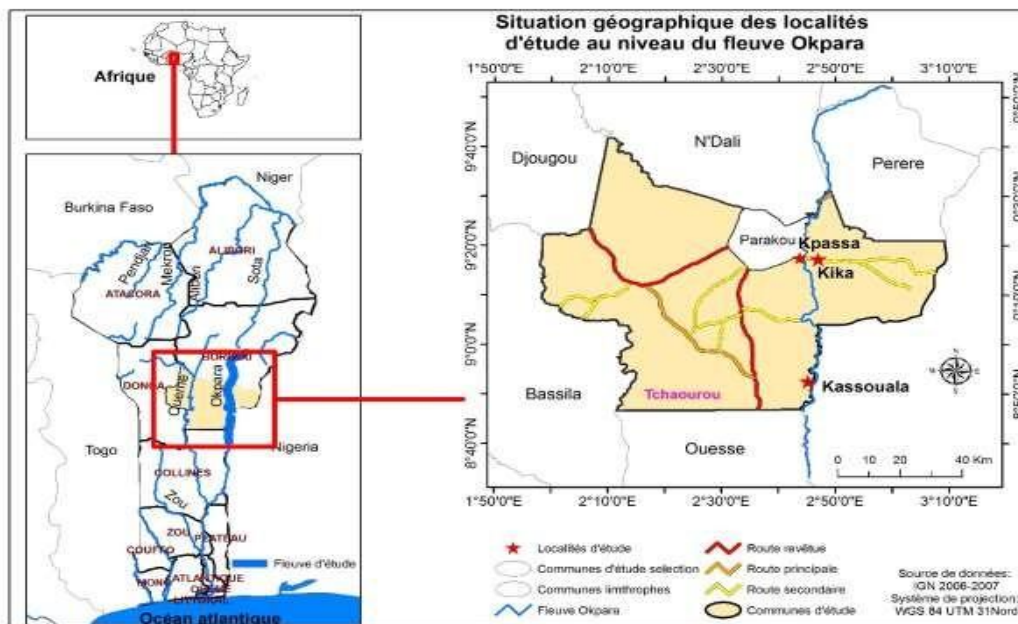 Afrique
Niger
Burkina Faso
Pendjari
Mekrou
Alibori
Sota
ALIBORI
ATACORA
BORGOU
DONGA
Oueme
Okpara
Togo
Nigeria
COLLINES
Zou
ZOU
PLATEAU
COUFFO
MONO
ATLANTIQUE
LITTORAL
Fleuve d'étude
Océan atlantique
Situation géographique des localités
d'étude au niveau du fleuve Okpara
1°50'0"E 2°10'0"E 2°30'0"E 2°50'0"E 3°10'0"E
9°40'0"N
9°20'0"N
9°0'0"N
8°40'0"N
N'Dali
Djougou
Perere
Parakou
Kpassa
Kika
Kassouala
Bassila
Tchaourou
Ouesse
0 20 40 Km
1°50'0"E 2°10'0"E 2°30'0"E 2°50'0"E 3°10'0"E
Localités d'étude
Communes d'étude selection
Communes limthrophes
Fleuve Okpara
Route revêtue
Route principale
Route secondaire
Communes d'étude
Source de données:
IGN 2006-2007
Système de projection:
WGS 84 UTM 31Nord